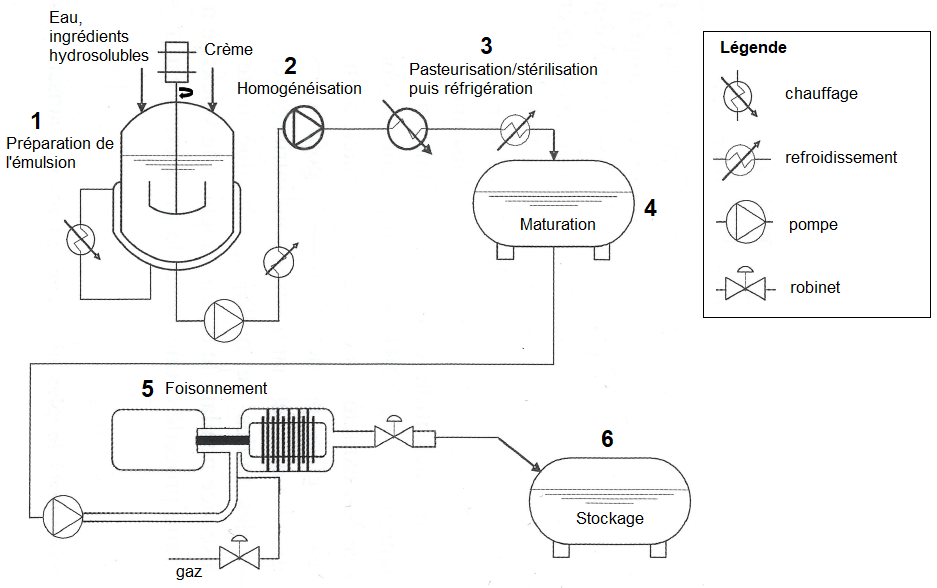 Eau,
ingrédients
hydrosolubles
Crème
1
Préparation de
l'émulsion
2
Homogénéisation
3
Pasteurisation/stérilisation
puis réfrigération
Maturation
4
Légende
chauffage
refroidissement
pompe
robinet
5 Foisonnement
gaz
6
Stockage